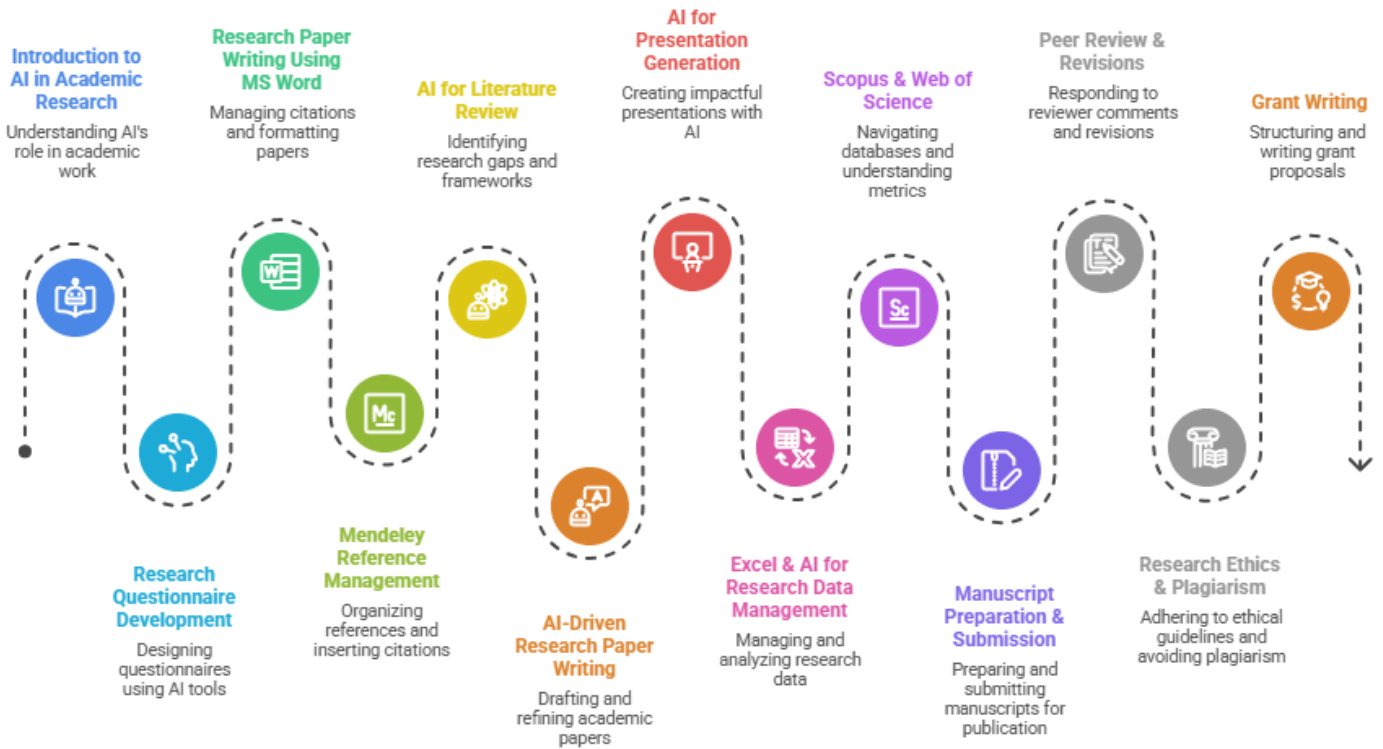 Introduction to
AI in Academic
Research
Understanding AI's
role in academic
work
Research
Questionnaire
Development
Designing
questionnaires
using AI tools
Research Paper
Writing Using
MS Word
Managing citations
and formatting
papers
W
Mendeley
Reference
Management
Organizing
references and
inserting citations
Mc
AI for Literature
Review
Identifying
research gaps and
frameworks
AI-Driven
Research Paper
Writing
Drafting and
refining academic
papers
A
AI for
Presentation
Generation
Creating impactful
presentations with
AI
Excel & AI for
Research Data
Management
Managing and
analyzing research
data
X
Scopus & Web of
Science
Navigating
databases and
understanding
metrics
Sc
Manuscript
Preparation &
Submission
Preparing and
submitting
manuscripts for
publication
Peer Review &
Revisions
Responding to
reviewer comments
and revisions
T
Research Ethics
& Plagiarism
Adhering to ethical
guidelines and
avoiding plagiarism
Grant Writing
Structuring and
writing grant
proposals
$